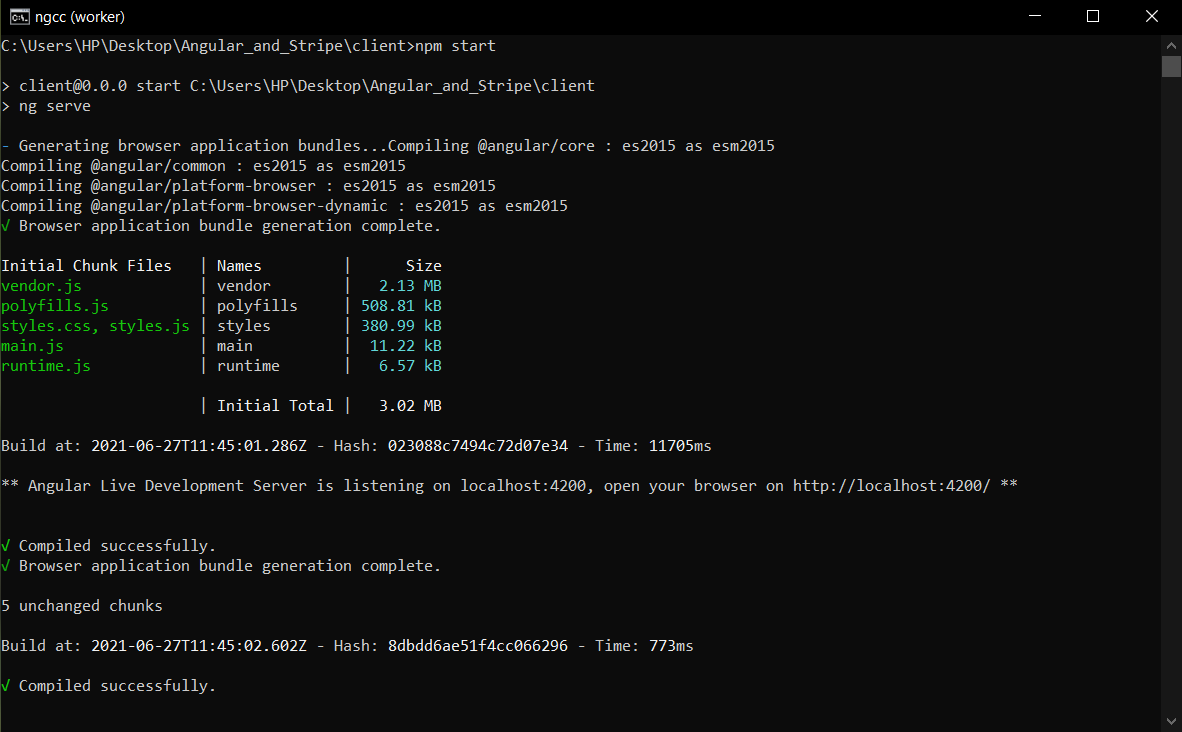 ngcc (worker)
C:\Users\HP\Desktop\Angular_and_Stripe\client>npm start
> client@0.0.0 start C:\Users\HP\Desktop\Angular_and_Stripe\client
> ng serve
- Generating browser application bundles...Compiling @angular/core : es2015 as esm2015
Compiling @angular/common : es2015 as esm2015
Compiling @angular/platform-browser : es2015 as esm2015
Compiling @angular/platform-browser-dynamic : es2015 as esm2015
√ Browser application bundle generation complete.
Initial Chunk Files | Names | Size
vendor.js | vendor | 2.13 MB
polyfills.js | polyfills | 508.81 kB
styles.css, styles.js | styles | 380.99 kB
main.js | main | 11.22 kB
runtime.js | runtime | 6.57 kB
| Initial Total | 3.02 MB
Build at: 2021-06-27T11:45:01.286Z - Hash: 023088c7494c72d07e34 - Time: 11705ms
** Angular Live Development Server is listening on localhost:4200, open your browser on http://localhost:4200/ **
√ Compiled successfully.
√ Browser application bundle generation complete.
5 unchanged chunks
Build at: 2021-06-27T11:45:02.602Z - Hash: 8dbdd6ae51f4cc066296 - Time: 773ms
√ Compiled successfully.